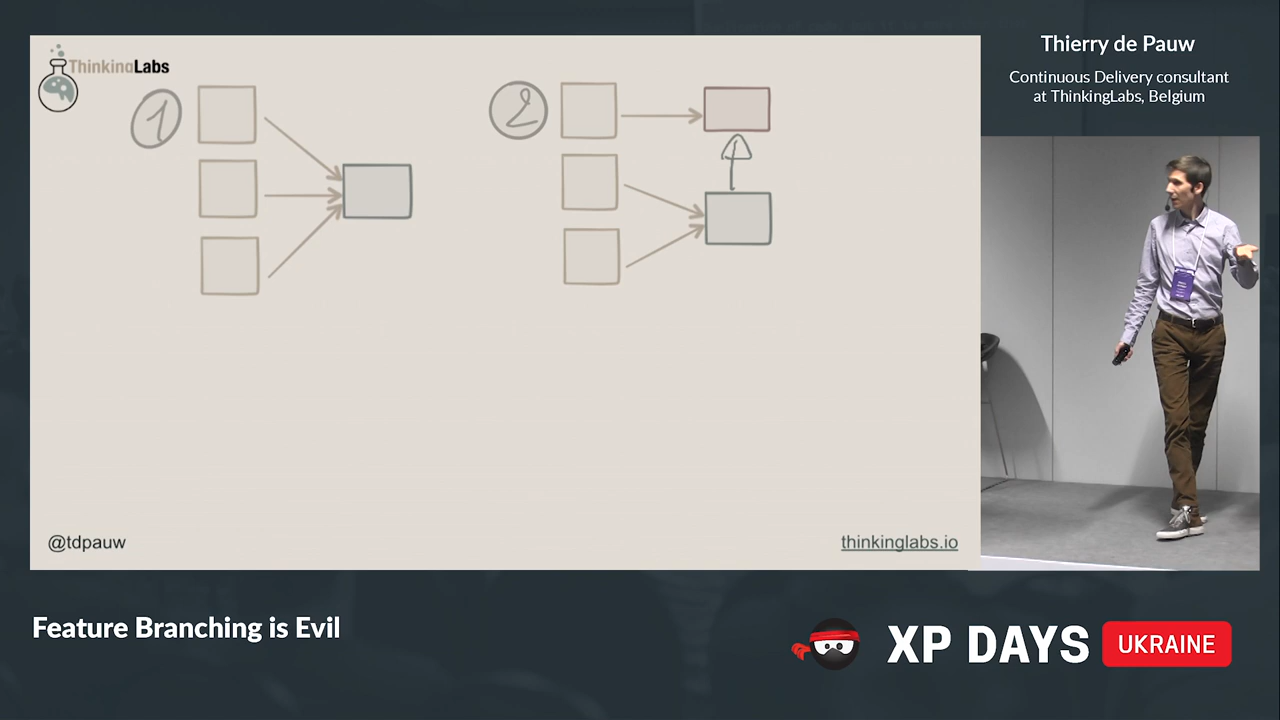 ThinkingLabs
1
2
@tdpauw
thinkinglabs.io
Thierry de Pauw
Continuous Delivery consultant
at ThinkingLabs, Belgium
Feature Branching is Evil
XP DAYS UKRAINE